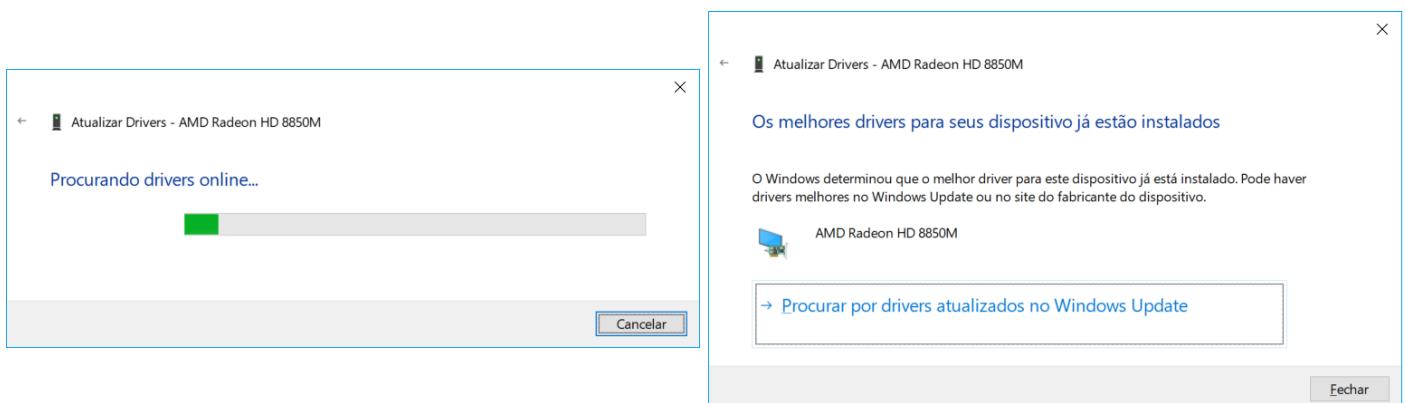 Atualizar Drivers - AMD Radeon HD 8850M
Procurando drivers online...
Cancelar
Atualizar Drivers - AMD Radeon HD 8850M
Os melhores drivers para seus dispositivo já estão instalados
O Windows determinou que o melhor driver para este dispositivo já está instalado. Pode haver
drivers melhores no Windows Update ou no site do fabricante do dispositivo.
AMD Radeon HD 8850M
Procurar por drivers atualizados no Windows Update
Fechar